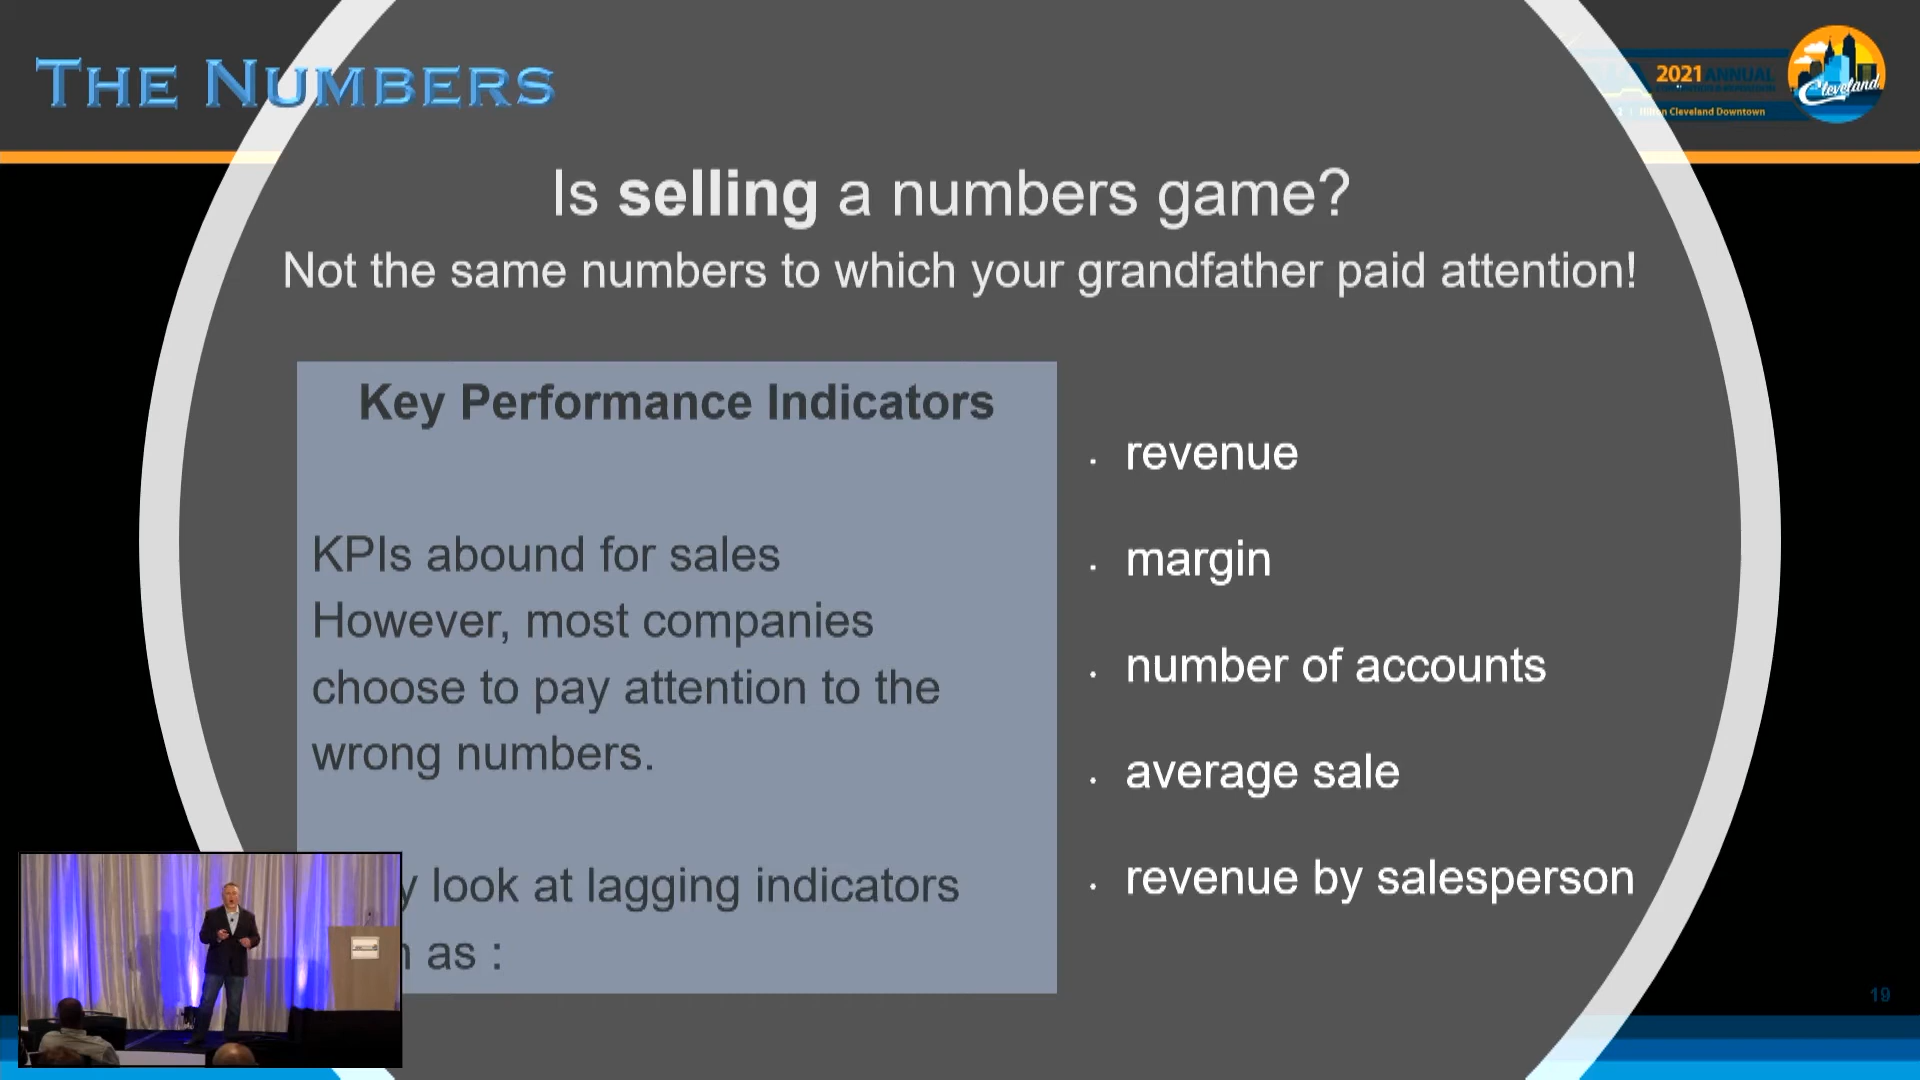 THE NUMBERS
2021 ANNUAL
Cleveland
Hilton Cleveland Downtown
Is selling a numbers game?
Not the same numbers to which your grandfather paid attention!
Key Performance Indicators
KPIs abound for sales
However, most companies
choose to pay attention to the
wrong numbers.
look at lagging indicators
as :
• revenue
• margin
• number of accounts
• average sale
• revenue by salesperson
19